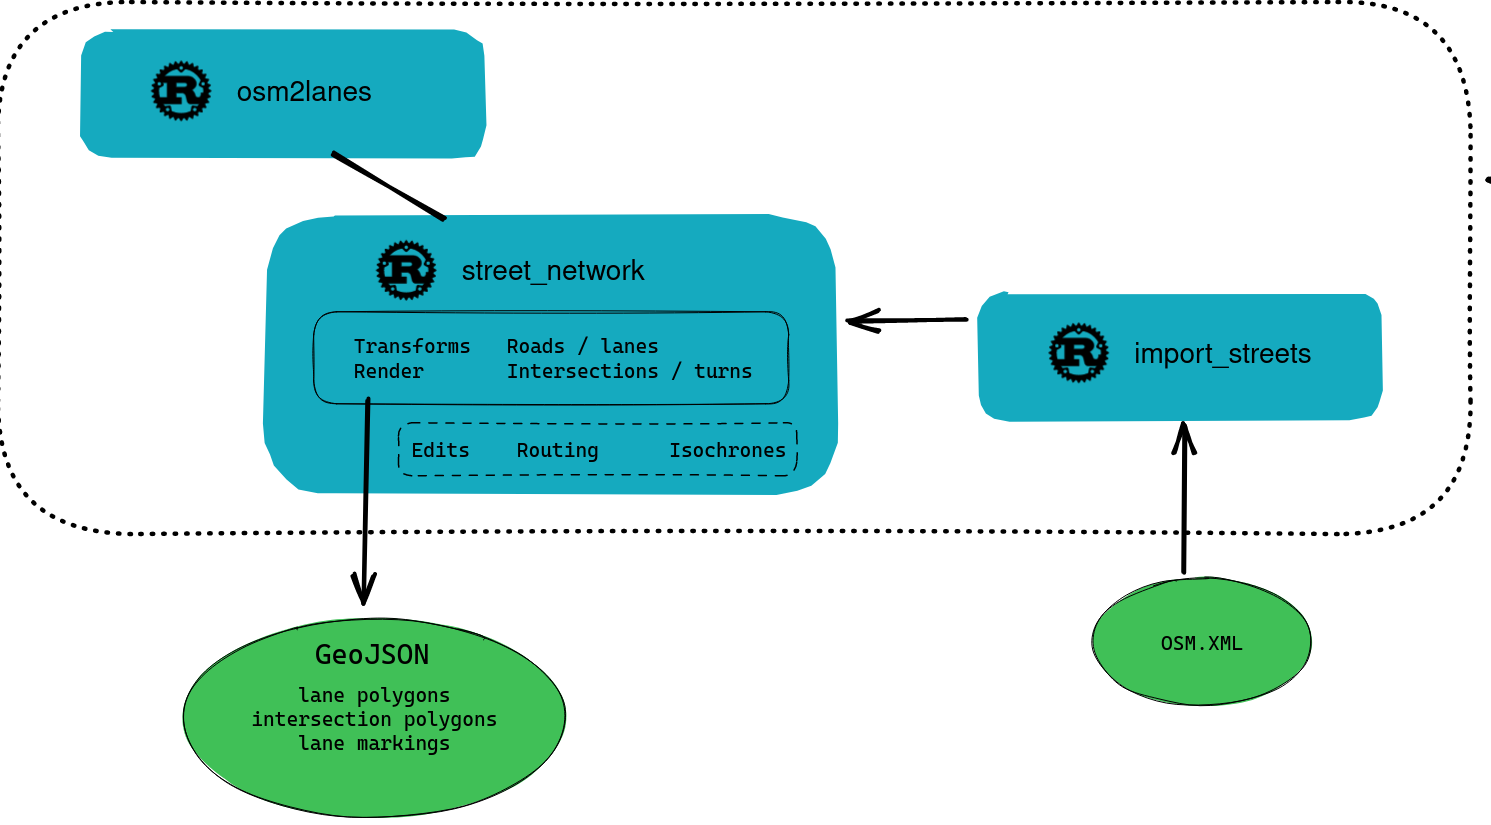 osm2lanes
street_network
Transforms Roads / lanes
Render Intersections / turns
Edits Routing Isochrones
import_streets
GeoJSON
lane polygons
intersection polygons
lane markings
OSM.XML